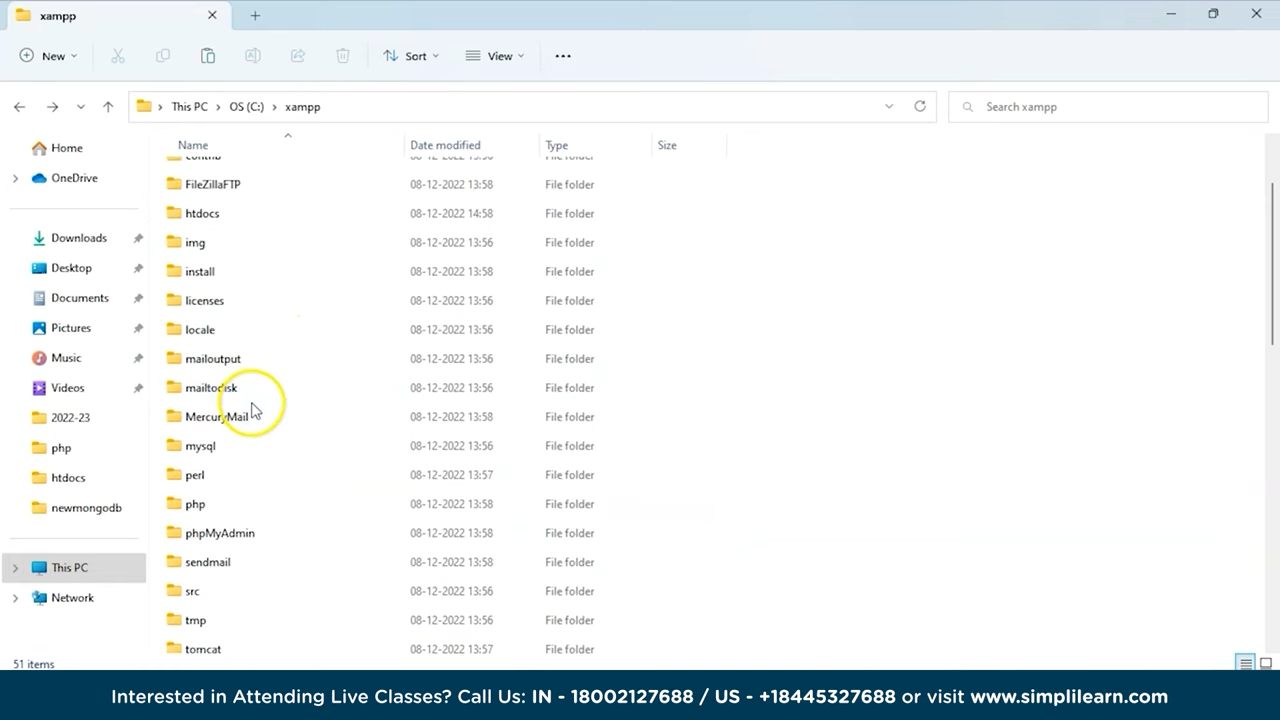 xampp
New
Sort
View
This PC
OS (C:)
xampp
Search xampp
Name
Date modified
Type
Size
Home
OneDrive
Downloads
Desktop
Documents
Pictures
Music
Videos
2022-23
php
htdocs
newmongodb
This PC
Network
contrib 08-12-2022 13:56 File folder
FileZillaFTP 08-12-2022 13:58 File folder
htdocs 08-12-2022 14:58 File folder
img 08-12-2022 13:56 File folder
install 08-12-2022 13:58 File folder
licenses 08-12-2022 13:56 File folder
locale 08-12-2022 13:56 File folder
mailoutput 08-12-2022 13:56 File folder
mailtodisk 08-12-2022 13:56 File folder
MercuryMail 08-12-2022 13:58 File folder
mysql 08-12-2022 13:56 File folder
perl 08-12-2022 13:57 File folder
php 08-12-2022 13:58 File folder
phpMyAdmin 08-12-2022 13:58 File folder
sendmail 08-12-2022 13:58 File folder
src 08-12-2022 13:56 File folder
tmp 08-12-2022 13:56 File folder
tomcat 08-12-2022 13:57 File folder
51 items
Interested in Attending Live Classes? Call Us: IN - 18002127688 / US - +18445327688 or visit www.simplilearn.com